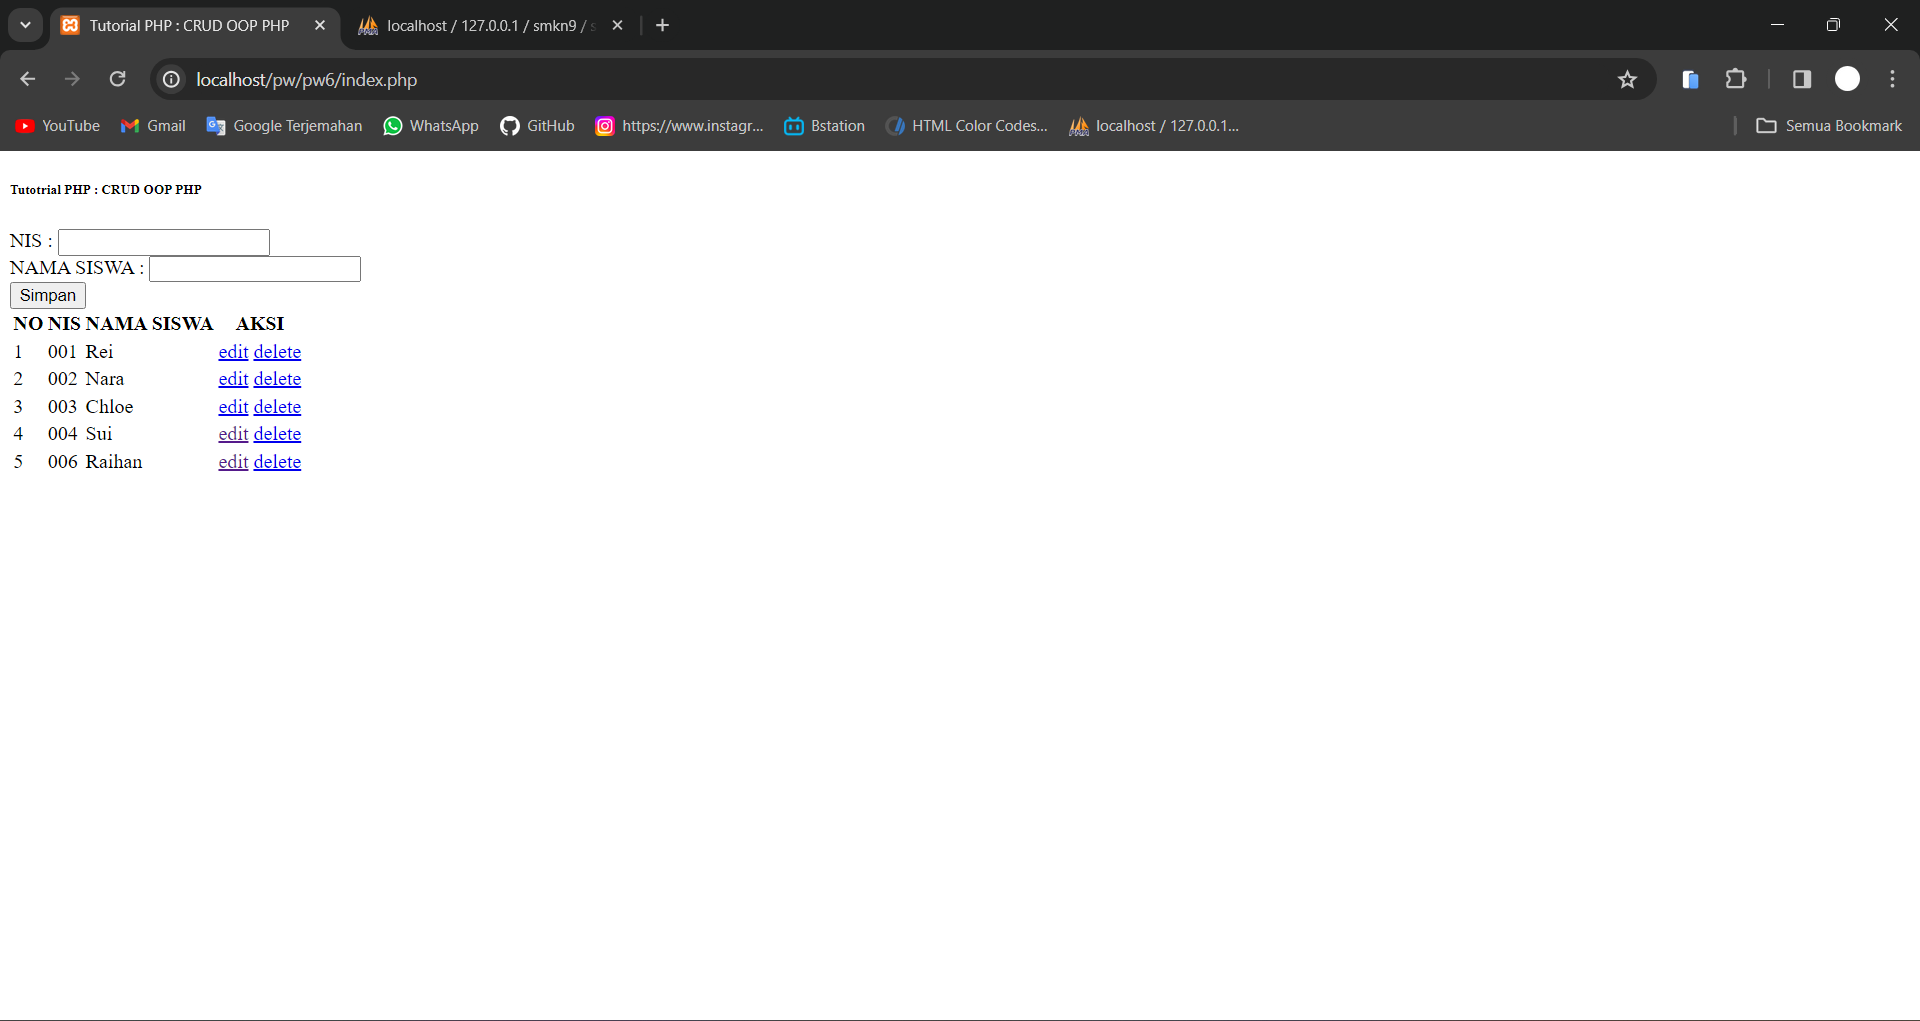 Tutorial PHP : CRUD OOP PHP
localhost / 127.0.0.1 / smkn9 /
localhost/pw/pw6/index.php
YouTube Gmail Google Terjemahan WhatsApp GitHub https://www.instagr... Bstation HTML Color Codes... localhost / 127.0.0.1... Semua Bookmark
Tutotrial PHP : CRUD OOP PHP
NIS :
NAMA SISWA :
Simpan
NO NIS NAMA SISWA AKSI
1 001 Rei edit delete
2 002 Nara edit delete
3 003 Chloe edit delete
4 004 Sui edit delete
5 006 Raihan edit delete